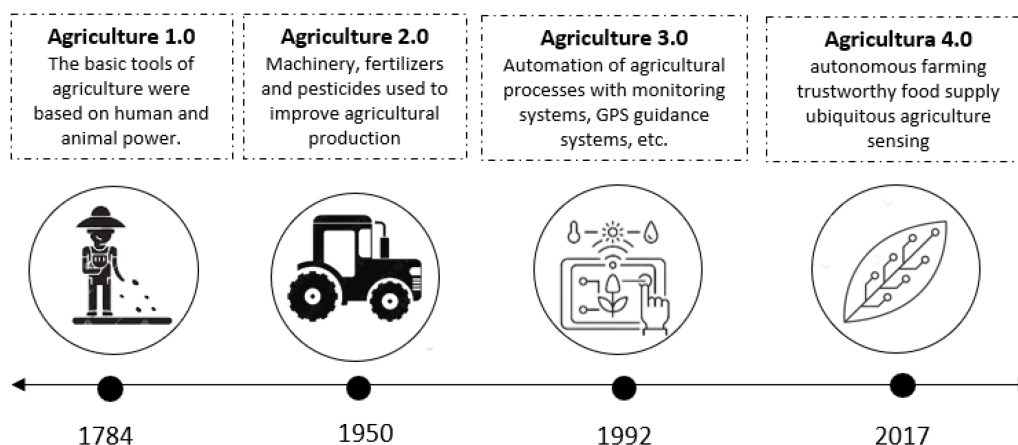 Agriculture 1.0
The basic tools of
agriculture were
based on human and
animal power.
Agriculture 2.0
Machinery, fertilizers
and pesticides used to
improve agricultural
production
Agriculture 3.0
Automation of agricultural
processes with monitoring
systems, GPS guidance
systems, etc.
Agricultura 4.0
autonomous farming
trustworthy food supply
ubiquitous agriculture
sensing
1784
1950
1992
2017